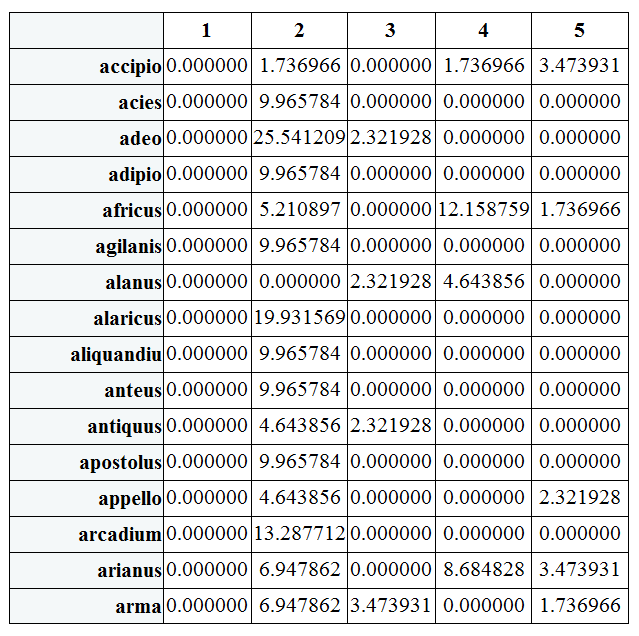 1 2 3 4 5
accipio 0.000000 1.736966 0.000000 1.736966 3.473931
acies 0.000000 9.965784 0.000000 0.000000 0.000000
adeo 0.000000 25.541209 2.321928 0.000000 0.000000
adipio 0.000000 9.965784 0.000000 0.000000 0.000000
africus 0.000000 5.210897 0.000000 12.158759 1.736966
agilanis 0.000000 9.965784 0.000000 0.000000 0.000000
alanus 0.000000 0.000000 2.321928 4.643856 0.000000
alaricus 0.000000 19.931569 0.000000 0.000000 0.000000
aliquandiu 0.000000 9.965784 0.000000 0.000000 0.000000
anteus 0.000000 9.965784 0.000000 0.000000 0.000000
antiquus 0.000000 4.643856 2.321928 0.000000 0.000000
apostolus 0.000000 9.965784 0.000000 0.000000 0.000000
appello 0.000000 4.643856 0.000000 0.000000 2.321928
arcadium 0.000000 13.287712 0.000000 0.000000 0.000000
arianus 0.000000 6.947862 0.000000 8.684828 3.473931
arma 0.000000 6.947862 3.473931 0.000000 1.736966